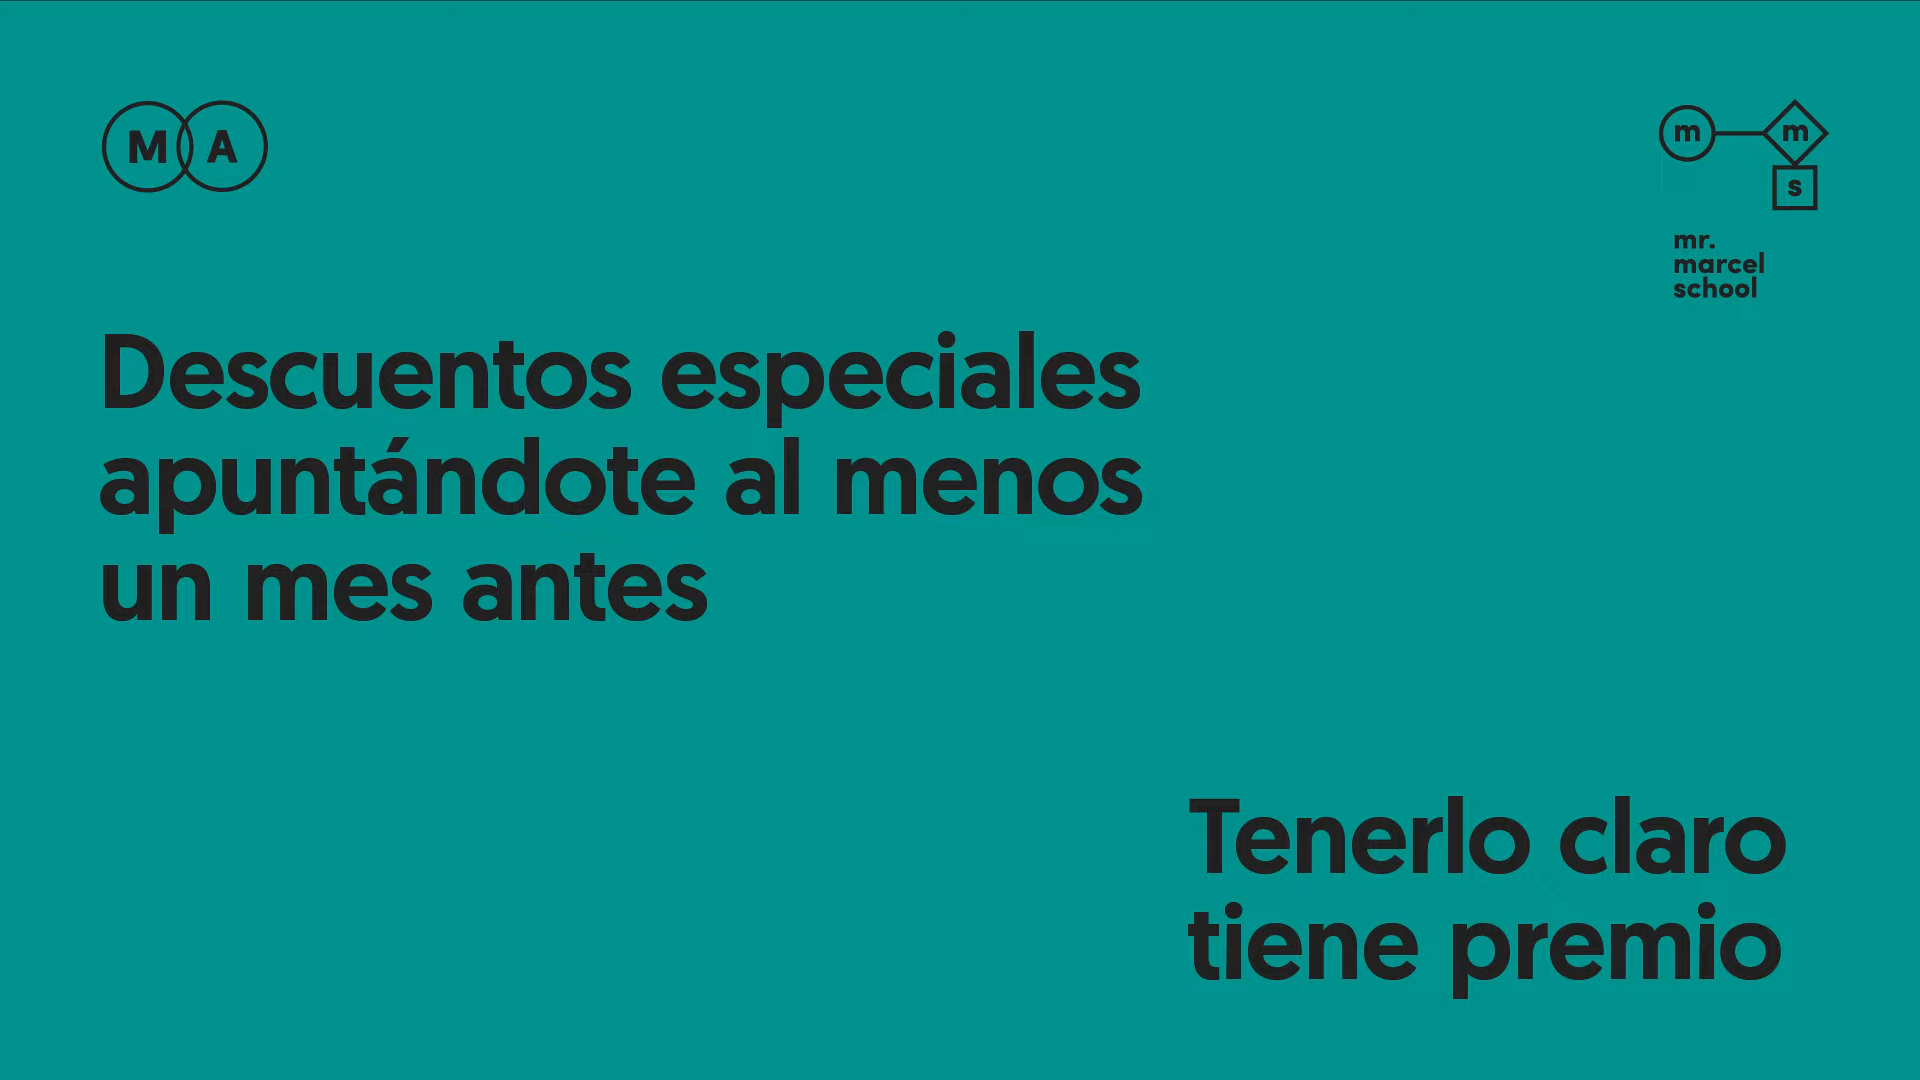 M A
m m
s
mr.
marcel
school
Descuentos especiales
apuntándote al menos
un mes antes
Tenerlo claro
tiene premio